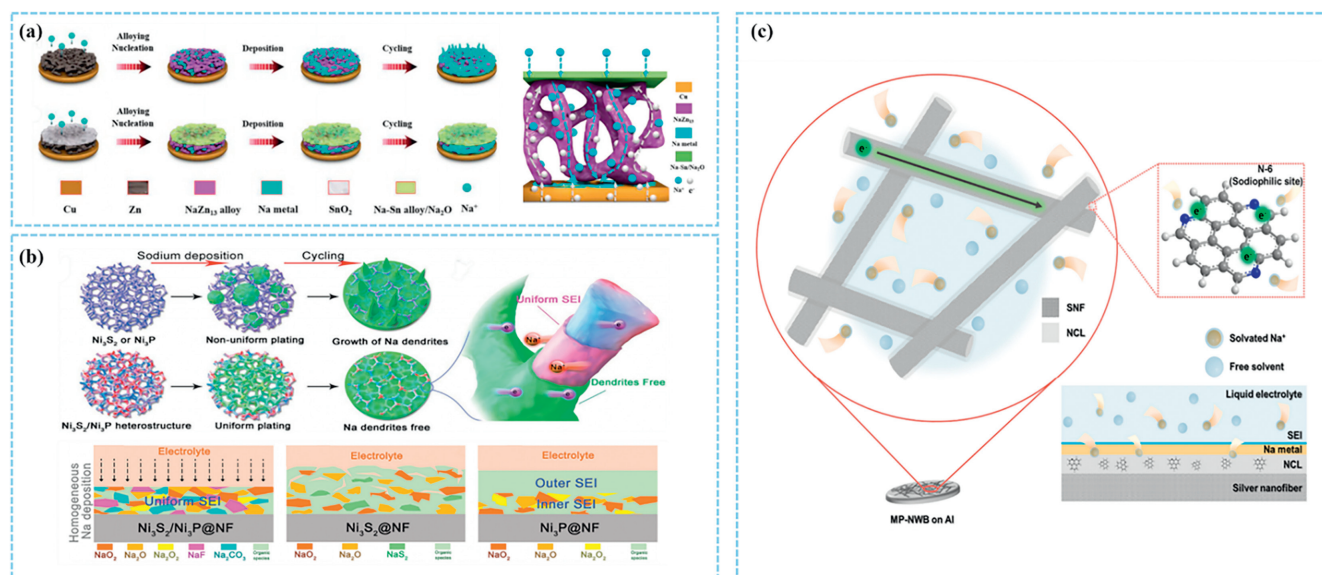 (a)
Alloying
Nucleation
Deposition
Cycling
Alloying
Nucleation
Deposition
Cycling
Cu
Zn
NaZn₁₃ alloy
Na metal
SnO₂
Na-Sn alloy/Na₂O
Na⁺
Cu
NaZn₁₃
Na metal
Na-Sn/Na₂O
Na⁺ e⁻
(b)
Sodium deposition
Cycling
Ni₃S₂ or Ni₃P
Non-uniform plating
Growth of Na dendrites
Ni₃S₂/Ni₃P heterostructure
Uniform plating
Na dendrites free
Uniform SEI
Na⁺
Na⁺
Dendrites Free
Homogeneous
Na deposition
Electrolyte
Uniform SEI
Ni₃S₂/Ni₃P@NF
Electrolyte
Ni₃S₂@NF
Electrolyte
Outer SEI
Inner SEI
Ni₃P@NF
NaO₂
Na₂O
Na₂O₂
NaF
Na₂CO₃
Organic
species
NaO₂
Na₂O
NaS₂
Organic
species
NaO₂
Na₂O
Na₂O₂
Organic
species
(c)
e⁻
SNF
NCL
MP-NWB on Al
N-6
(Sodiophilic site)
e⁻
e⁻
e⁻
Solvated Na⁺
Free solvent
Liquid electrolyte
SEI
Na metal
NCL
Silver nanofiber